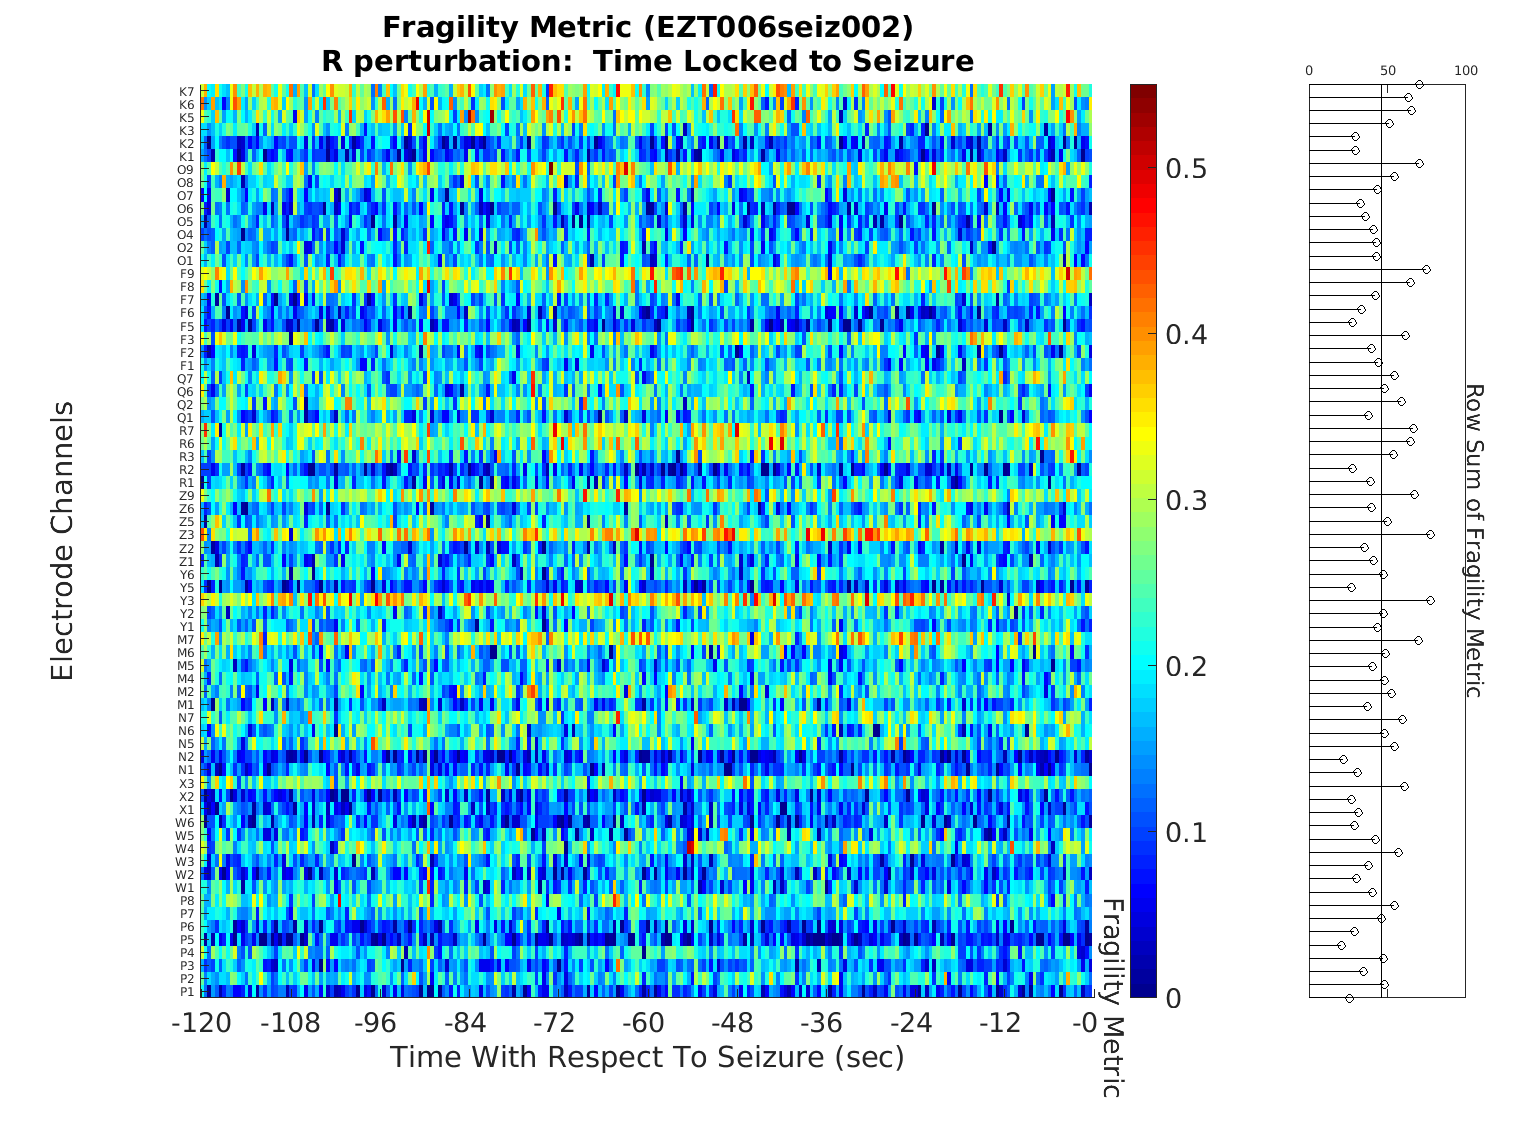 Fragility Metric (EZT006seiz002)
R perturbation:  Time Locked to Seizure
Electrode Channels
K7
K6
K5
K3
K2
K1
O9
O8
O7
O6
O5
O4
O2
O1
F9
F8
F7
F6
F5
F3
F2
F1
Q7
Q6
Q2
Q1
R7
R6
R3
R2
R1
Z9
Z6
Z5
Z3
Z2
Z1
Y6
Y5
Y3
Y2
Y1
M7
M6
M5
M4
M2
M1
N7
N6
N5
N2
N1
X3
X2
X1
W6
W5
W4
W3
W2
W1
P8
P7
P6
P5
P4
P3
P2
P1
-120 -108 -96 -84 -72 -60 -48 -36 -24 -12 -0
Time With Respect To Seizure (sec)
0.5
0.4
0.3
0.2
0.1
0
Fragility Metric
0 50 100
Row Sum of Fragility Metric